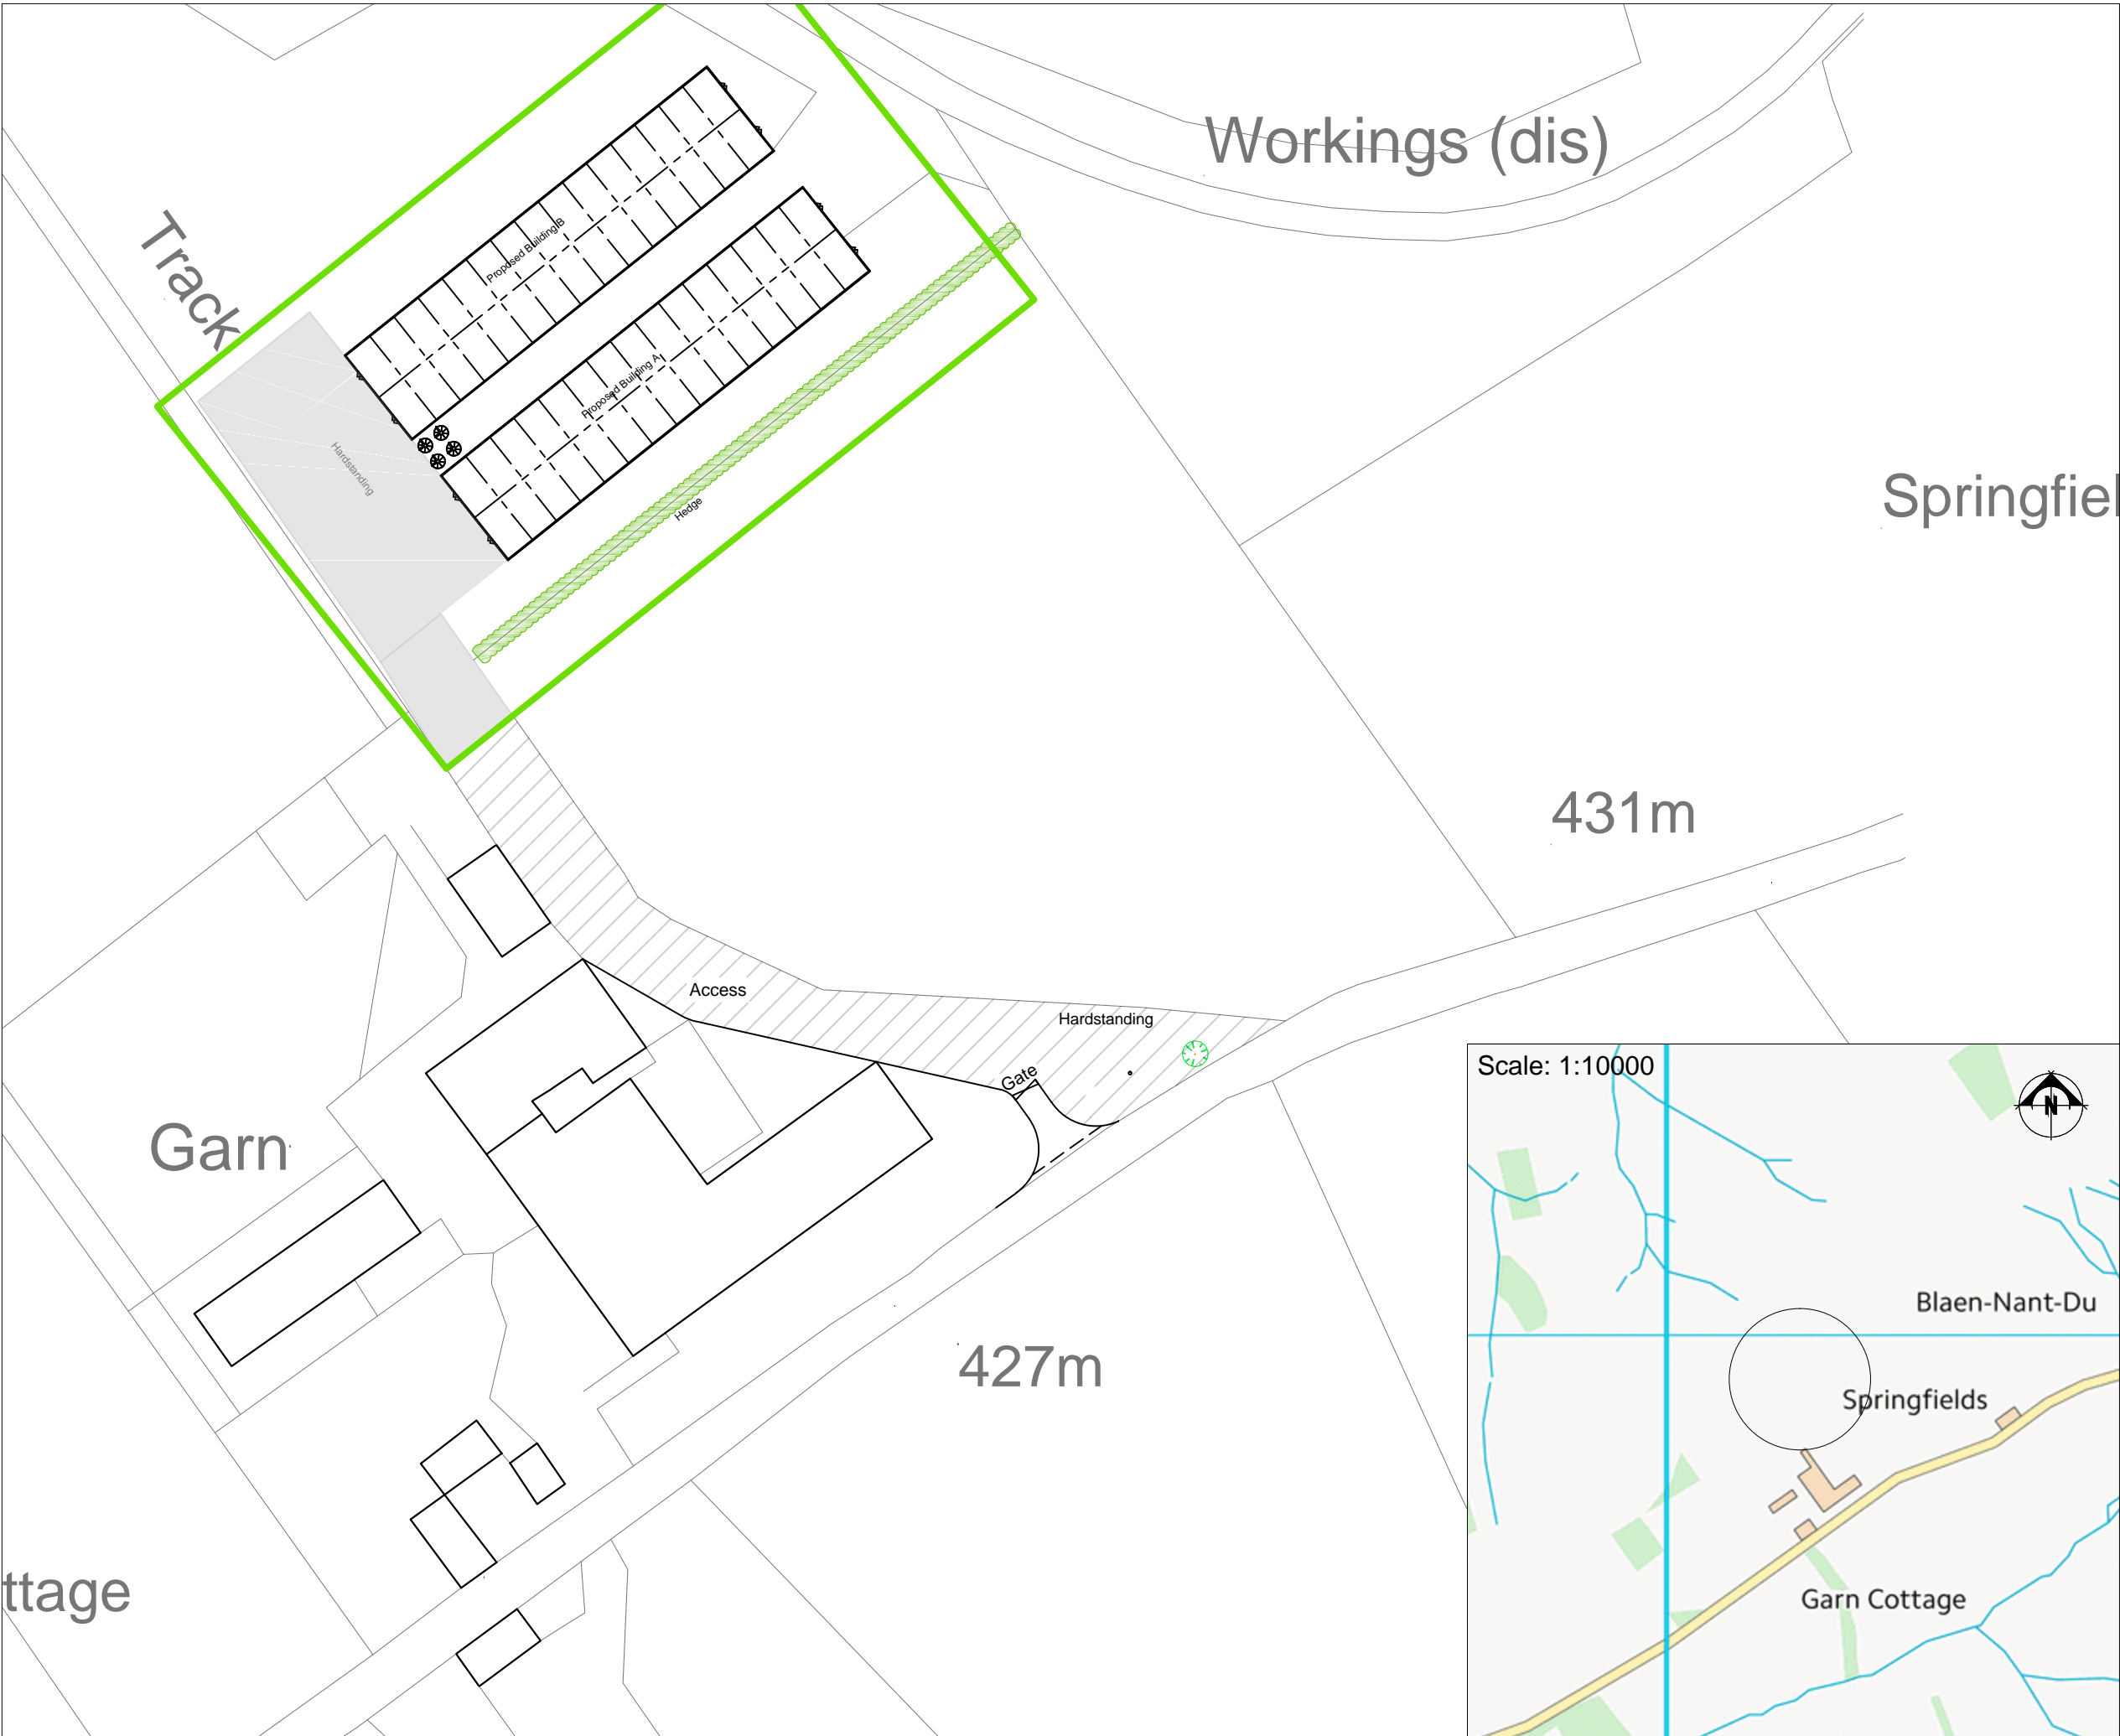 Workings (dis)
Track
Proposed Building B
Proposed Building A
Hardstanding
Hedge
Springfiel
431m
Access
Hardstanding
Gate
Garn
427m
ttage
Scale: 1:10000
N
Blaen-Nant-Du
Springfields
Garn Cottage